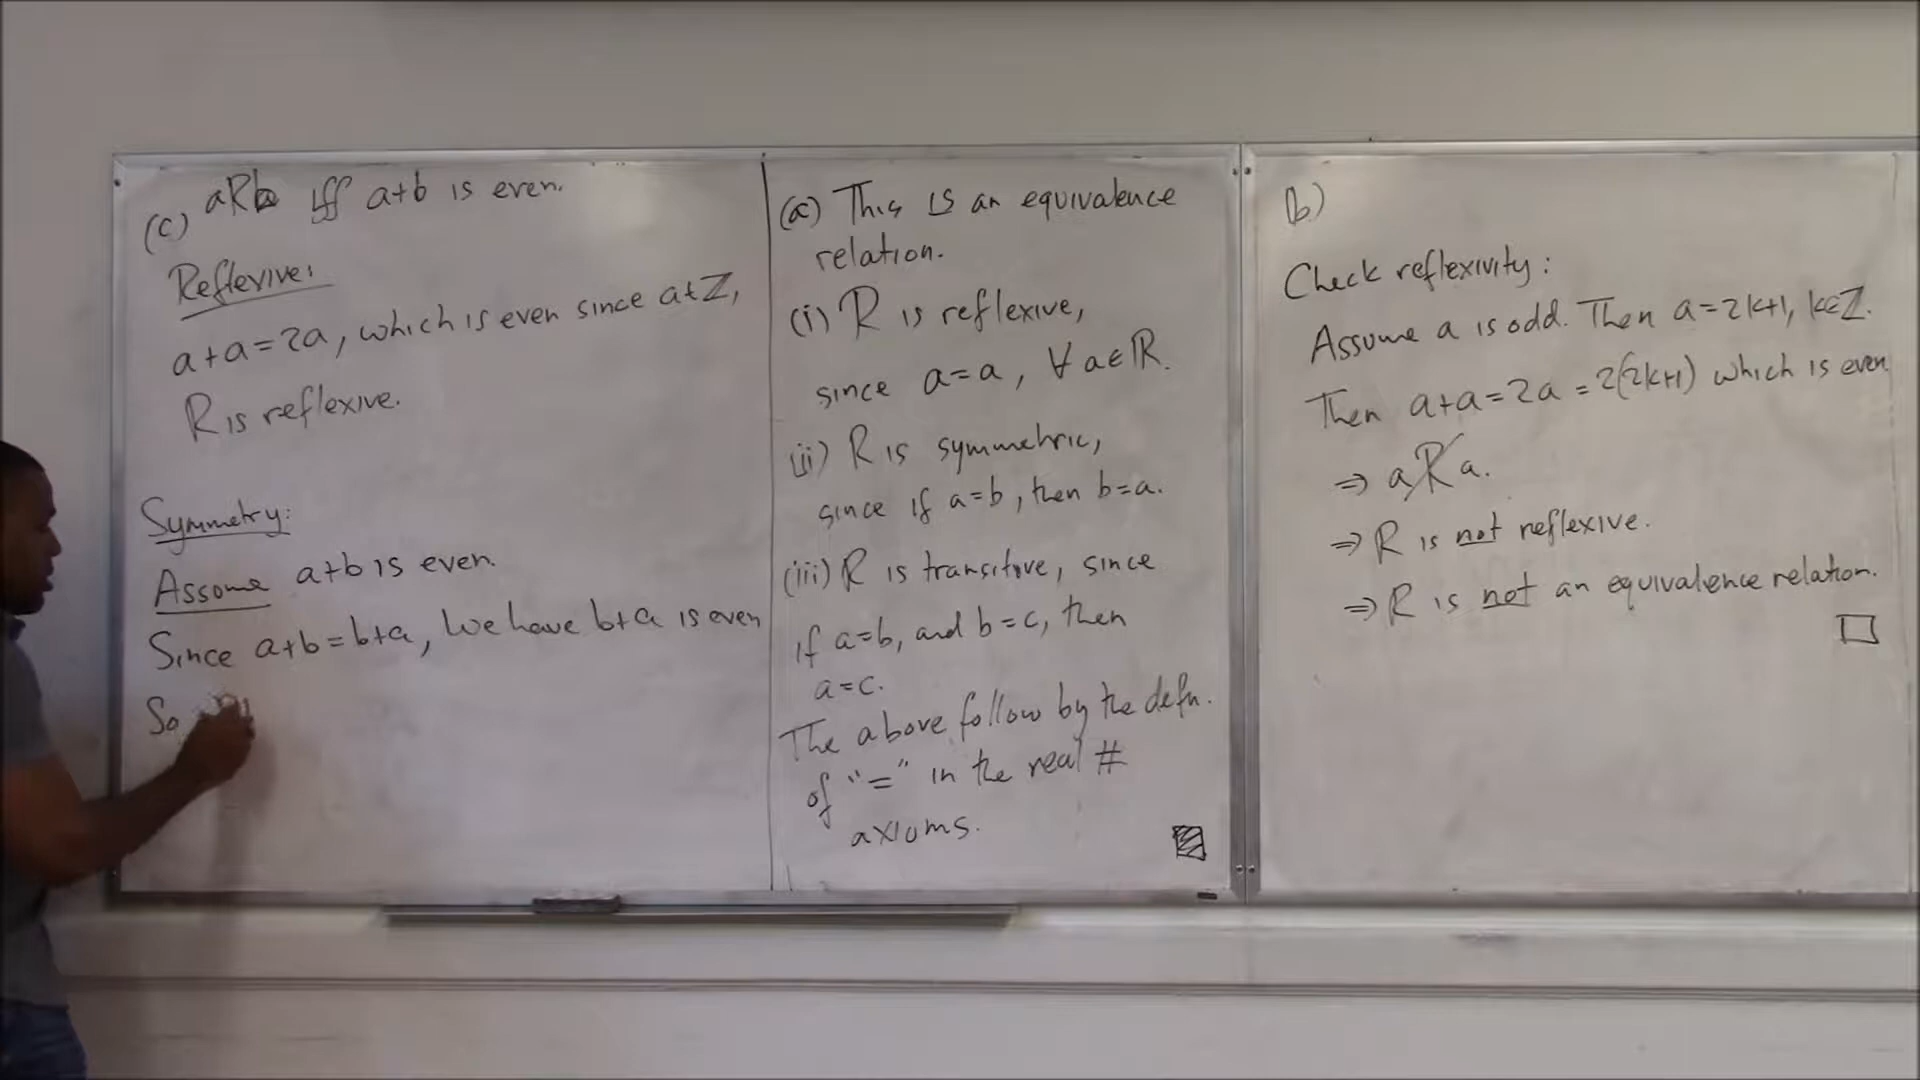 (c) aRb iff a+b is even.
Reflexive:
a+a=2a, which is even since a∈Z,
R is reflexive.
Symmetry:
Assume a+b is even.
Since a+b=b+a, we have b+a is even
So
(a) This is an equivalence
relation.
(i) R is reflexive,
since a=a, ∀a∈R.
(ii) R is symmetric,
since if a=b, then b=a.
(iii) R is transitive, since
if a=b, and b=c, then
a=c.
The above follow by the defn.
of "=" in the real #
axioms.
b)
Check reflexivity:
Assume a is odd. Then a=2k+1, k∈Z.
Then a+a=2a=2(2k+1) which is even
⇒ a R̸ a.
⇒ R is not reflexive.
⇒ R is not an equivalence relation.